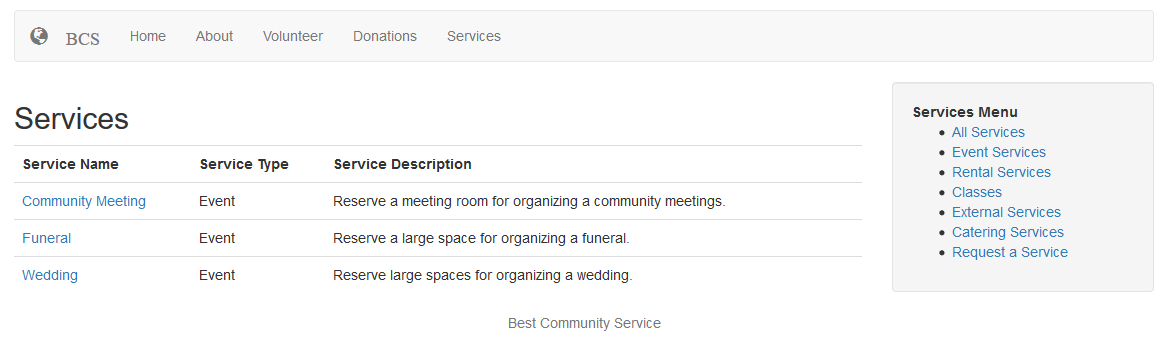 BCS Home About Volunteer Donations Services
Services
Service Name Service Type Service Description
Community Meeting Event Reserve a meeting room for organizing a community meetings.
Funeral Event Reserve a large space for organizing a funeral.
Wedding Event Reserve large spaces for organizing a wedding.
Services Menu
All Services
Event Services
Rental Services
Classes
External Services
Catering Services
Request a Service
Best Community Service